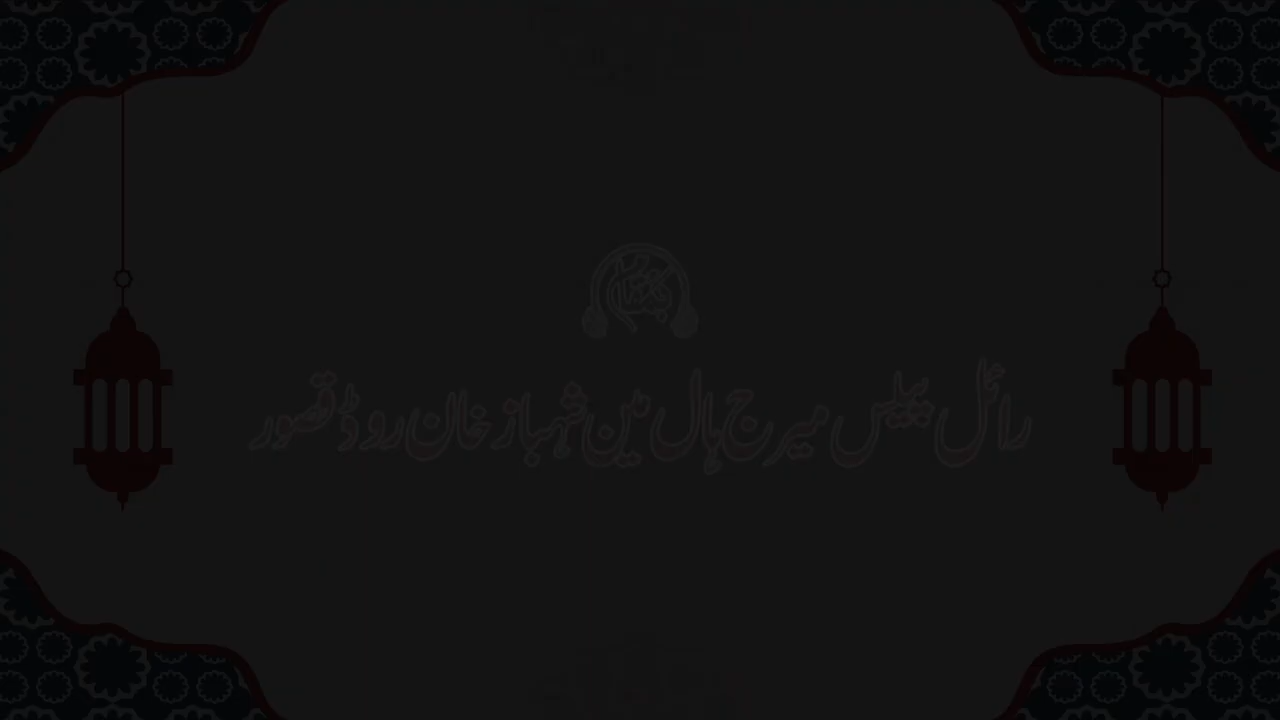 رائل پیلس میرج ہال مین شہباز خان روڈ قصور